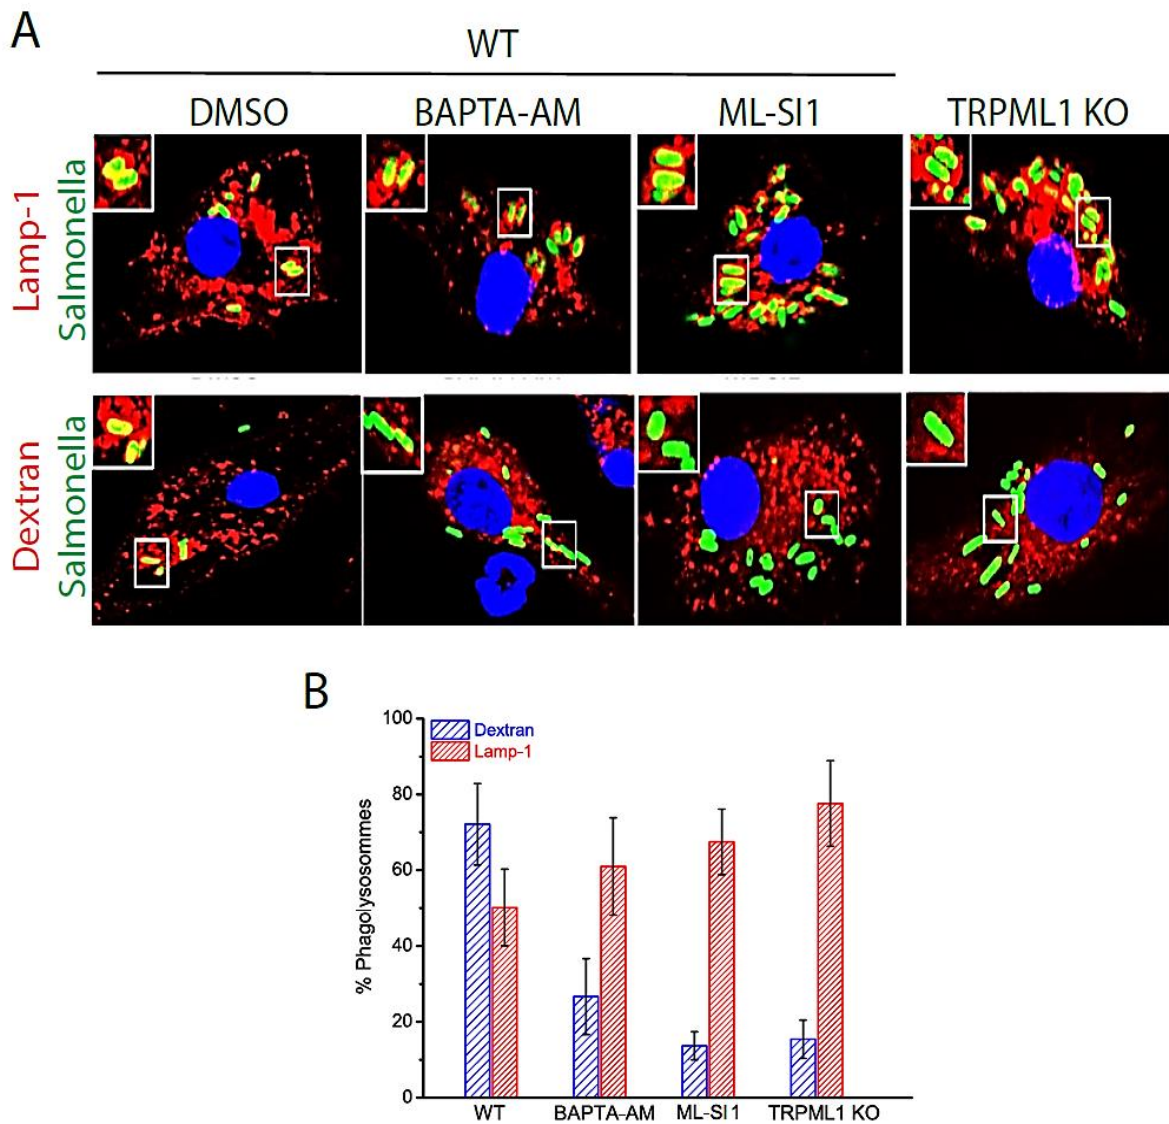 A
WT
DMSO BAPTA-AM ML-SI1 TRPML1 KO
Lamp-1
Salmonella
Dextran
Salmonella
B
100
80
60
40
20
0
% Phagolysosommes
Dextran
Lamp-1
WT BAPTA-AM ML-SI1 TRPML1 KO